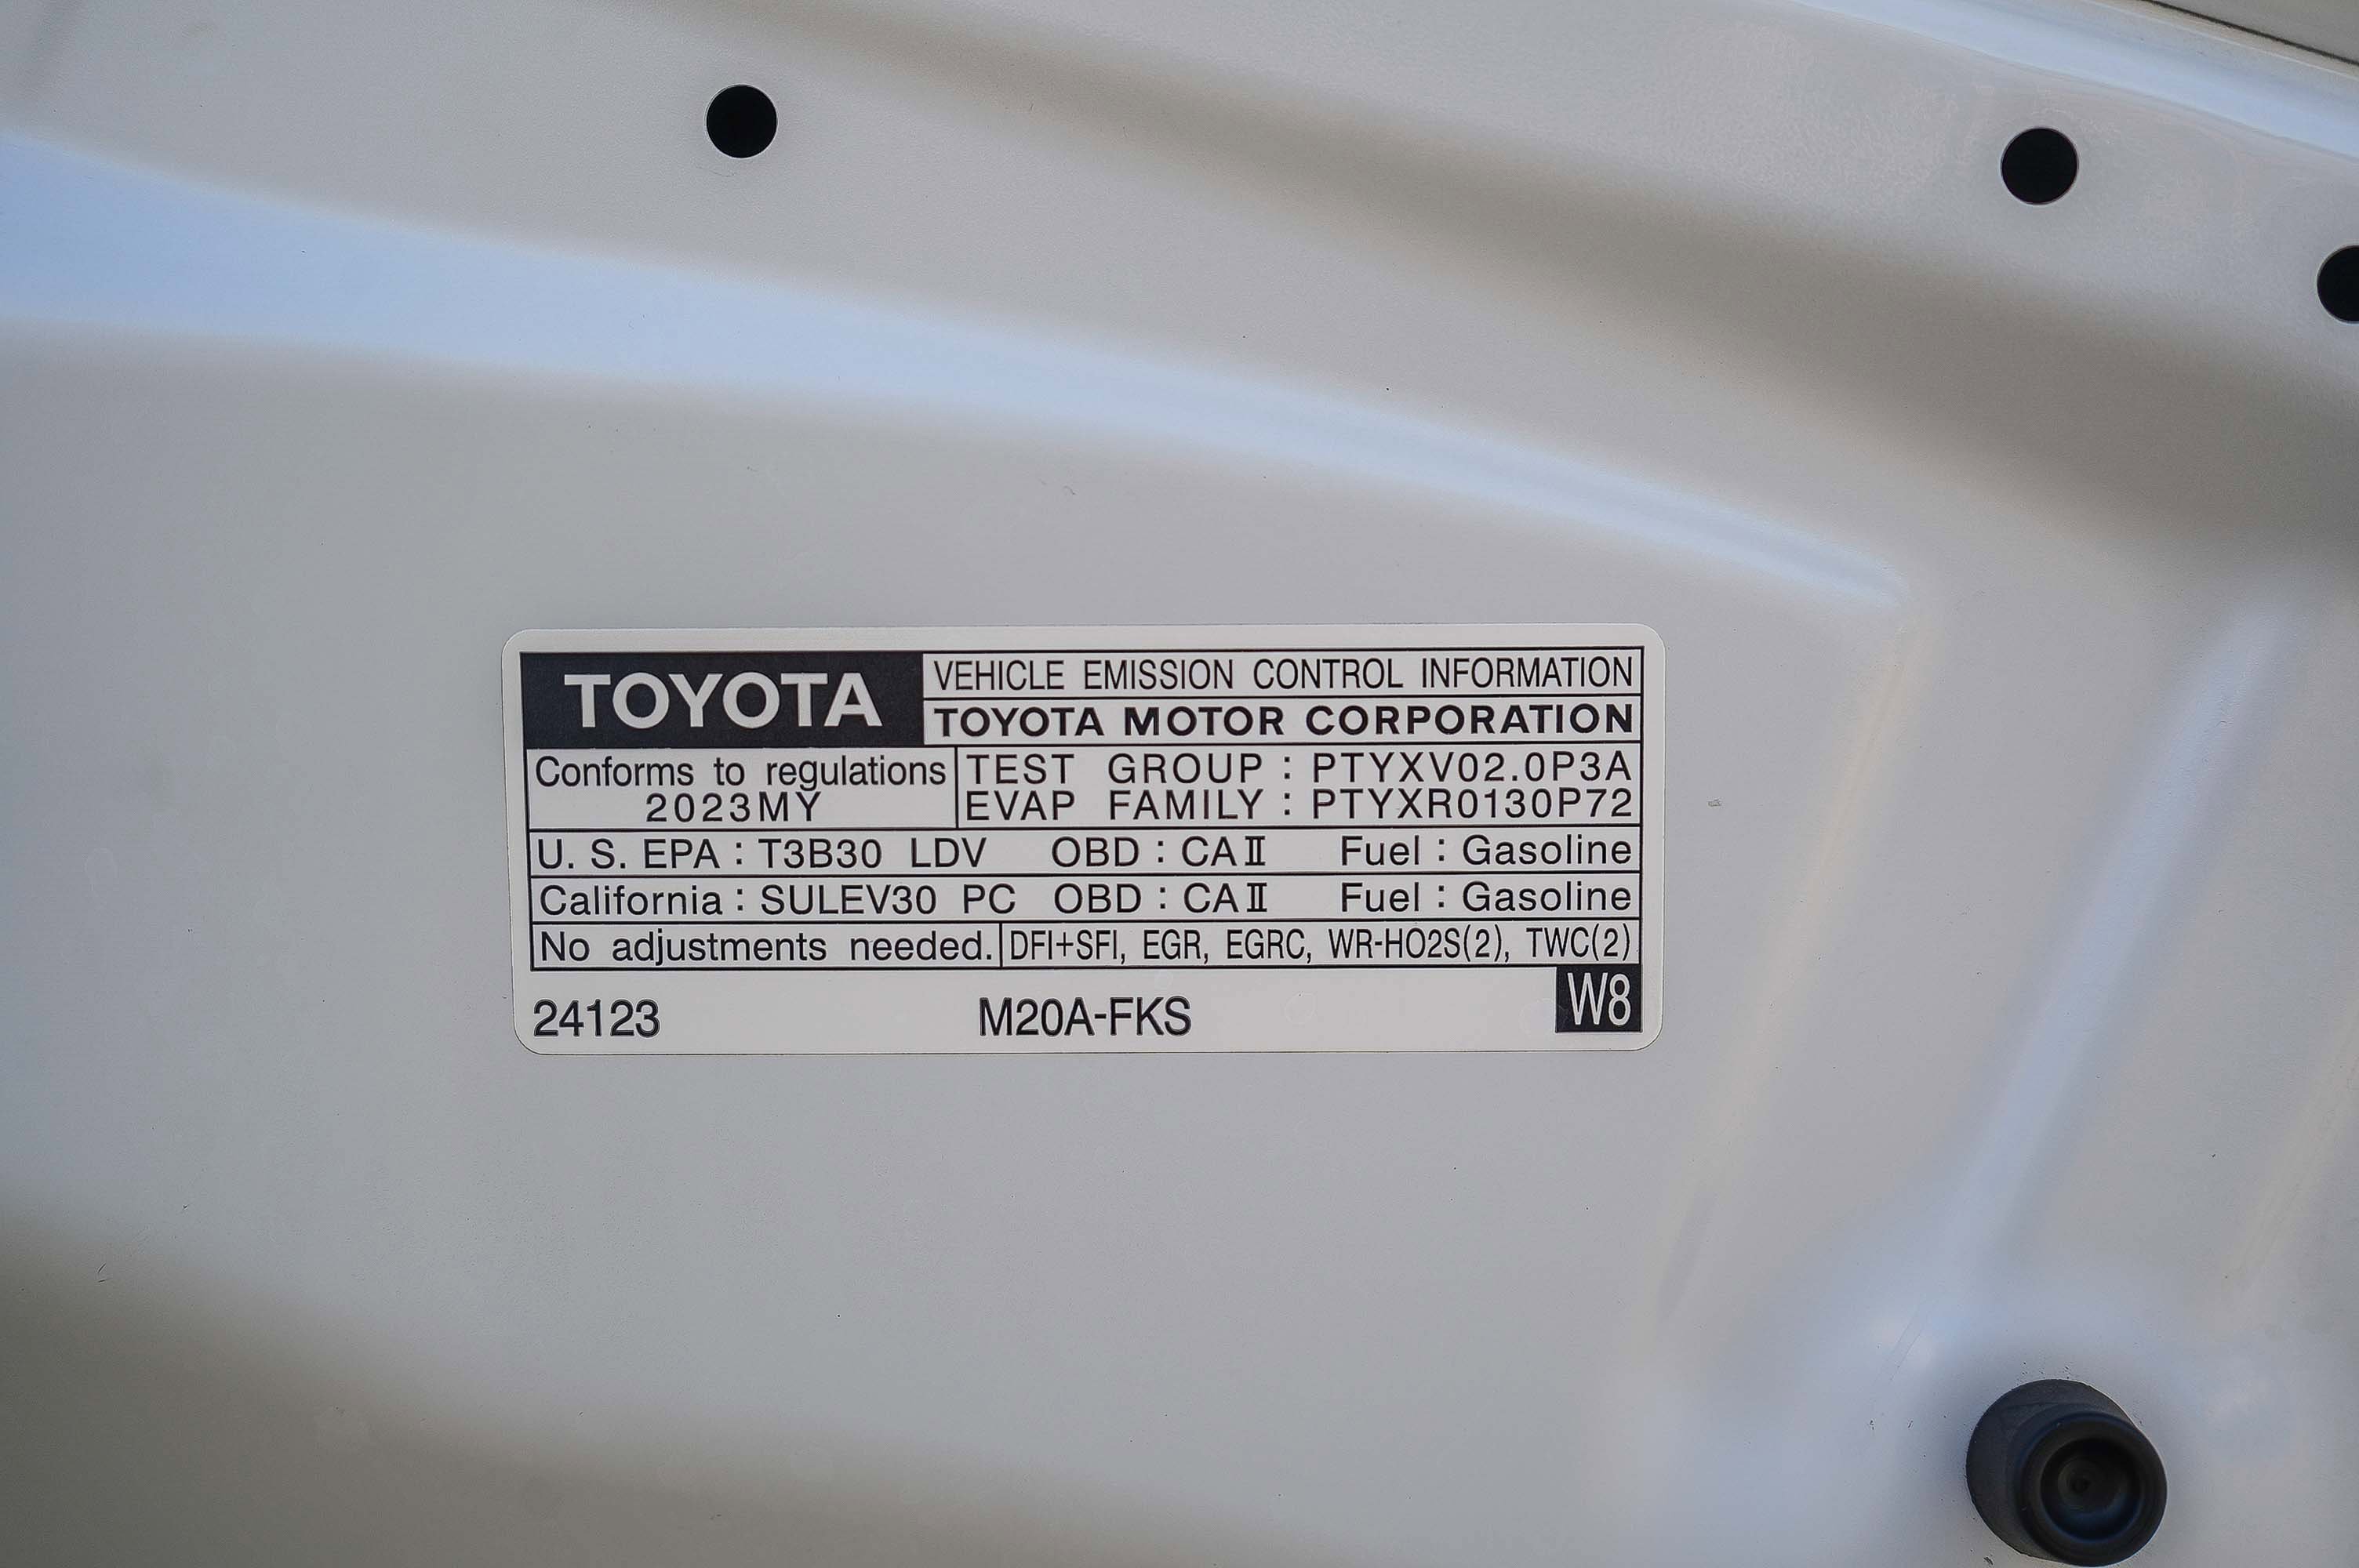 TOYOTA
VEHICLE EMISSION CONTROL INFORMATION
TOYOTA MOTOR CORPORATION
Conforms to regulations
2023MY
TEST GROUP : PTYXV02.0P3A
EVAP FAMILY : PTYXR0130P72
U. S. EPA : T3B30 LDV OBD : CAⅡ Fuel : Gasoline
California : SULEV30 PC OBD : CAⅡ Fuel : Gasoline
No adjustments needed. DFI+SFI, EGR, EGRC, WR-HO2S(2), TWC(2)
24123 M20A-FKS W8